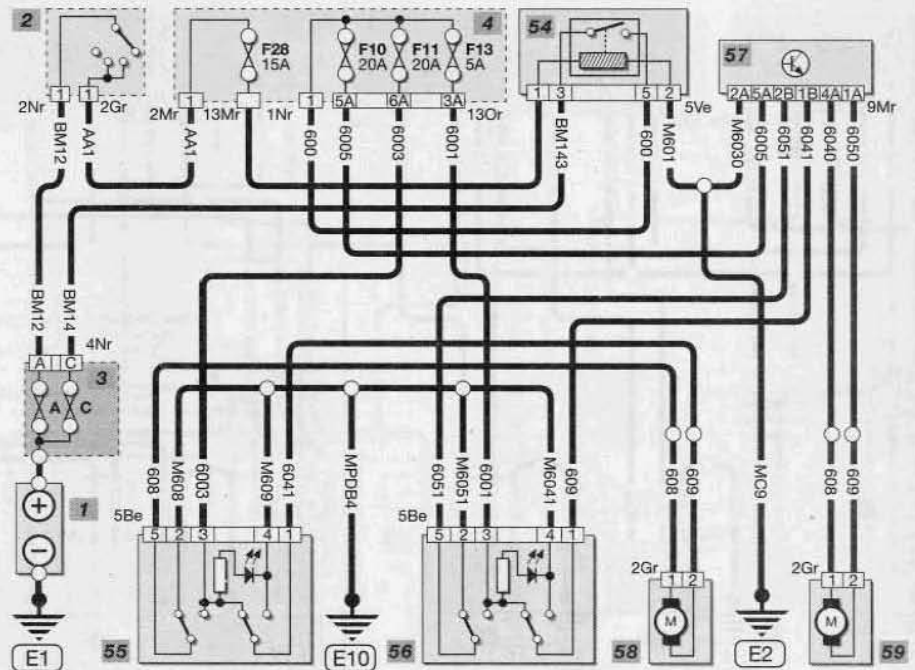 2 4 54 57
F28 15A F10 20A F11 20A F13 5A
2Nr 1 1 2Gr 2Mr 1 13Mr 1Nr 1 5A 6A 3A 13Or 1 3 5 2 5Ve 2A 5A 2B 1B 4A 1A 9Mr
BM12 AA1 AA1 600 6005 6003 6001 BM143 600 M601 M6030 6005 6051 6041 6040 6050
BM12 BM14
4Nr
A C
3
A C
608 M608 6003 M609 6041 MPDB4 6051 M6051 6001 M6041 609 608 609 MC9 608 609
+ 1
−
5Be 5 2 3 4 1 5Be 5 2 3 4 1
2Gr 1 2 2Gr 1 2
M M
E1 55 E10 56 58 E2 59